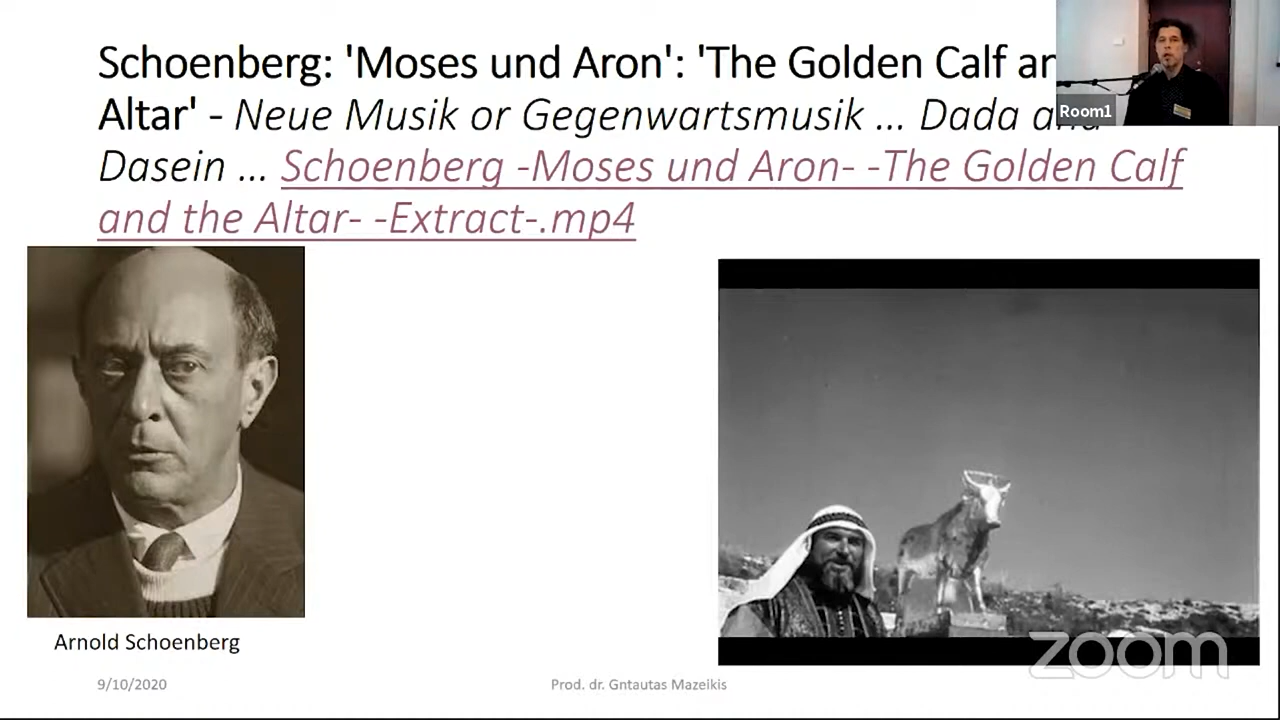 Schoenberg: 'Moses und Aron': 'The Golden Calf
Altar' - Neue Musik or Gegenwartsmusik ... Dada and
Dasein ... Schoenberg -Moses und Aron- -The Golden Calf
and the Altar- -Extract-.mp4
Room1
Arnold Schoenberg
zoom
9/10/2020
Prod. dr. Gntautas Mazeikis